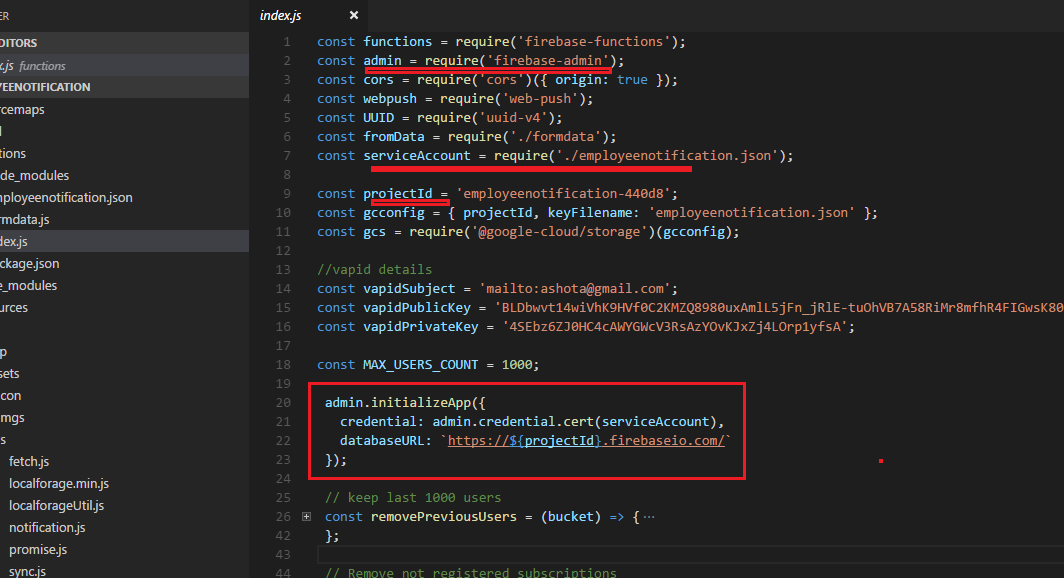 ER
DITORS
x.js functions
YEENOTIFICATION
rcemaps
l
tions
de_modules
mployeenotification.json
rmdata.js
dex.js
ckage.json
e_modules
urces
p
sets
con
mgs
s
fetch.js
localforage.min.js
localforageUtil.js
notification.js
promise.js
sync.js
index.js ×
1 const functions = require('firebase-functions');
2 const admin = require('firebase-admin');
3 const cors = require('cors')({ origin: true });
4 const webpush = require('web-push');
5 const UUID = require('uuid-v4');
6 const fromData = require('./formdata');
7 const serviceAccount = require('./employeenotification.json');
8
9 const projectId = 'employeenotification-440d8';
10 const gcconfig = { projectId, keyFilename: 'employeenotification.json' };
11 const gcs = require('@google-cloud/storage')(gcconfig);
12
13 //vapid details
14 const vapidSubject = 'mailto:ashota@gmail.com';
15 const vapidPublicKey = 'BLDbwvt14wiVhK9HVf0C2KMZQ8980uxAmlL5jFn_jRlE-tuOhVB7A58RiMr8mfhR4FIGwsK80
16 const vapidPrivateKey = '4SEbz6ZJ0HC4cAWYGWcV3RsAzYOvKJxZj4LOrp1yfsA';
17
18 const MAX_USERS_COUNT = 1000;
19
20 admin.initializeApp({
21 credential: admin.credential.cert(serviceAccount),
22 databaseURL: `https://${projectId}.firebaseio.com/`
23 });
24
25 // keep last 1000 users
26 const removePreviousUsers = (bucket) => { ⋯
42 };
43
44 // Remove not registered subscriptions